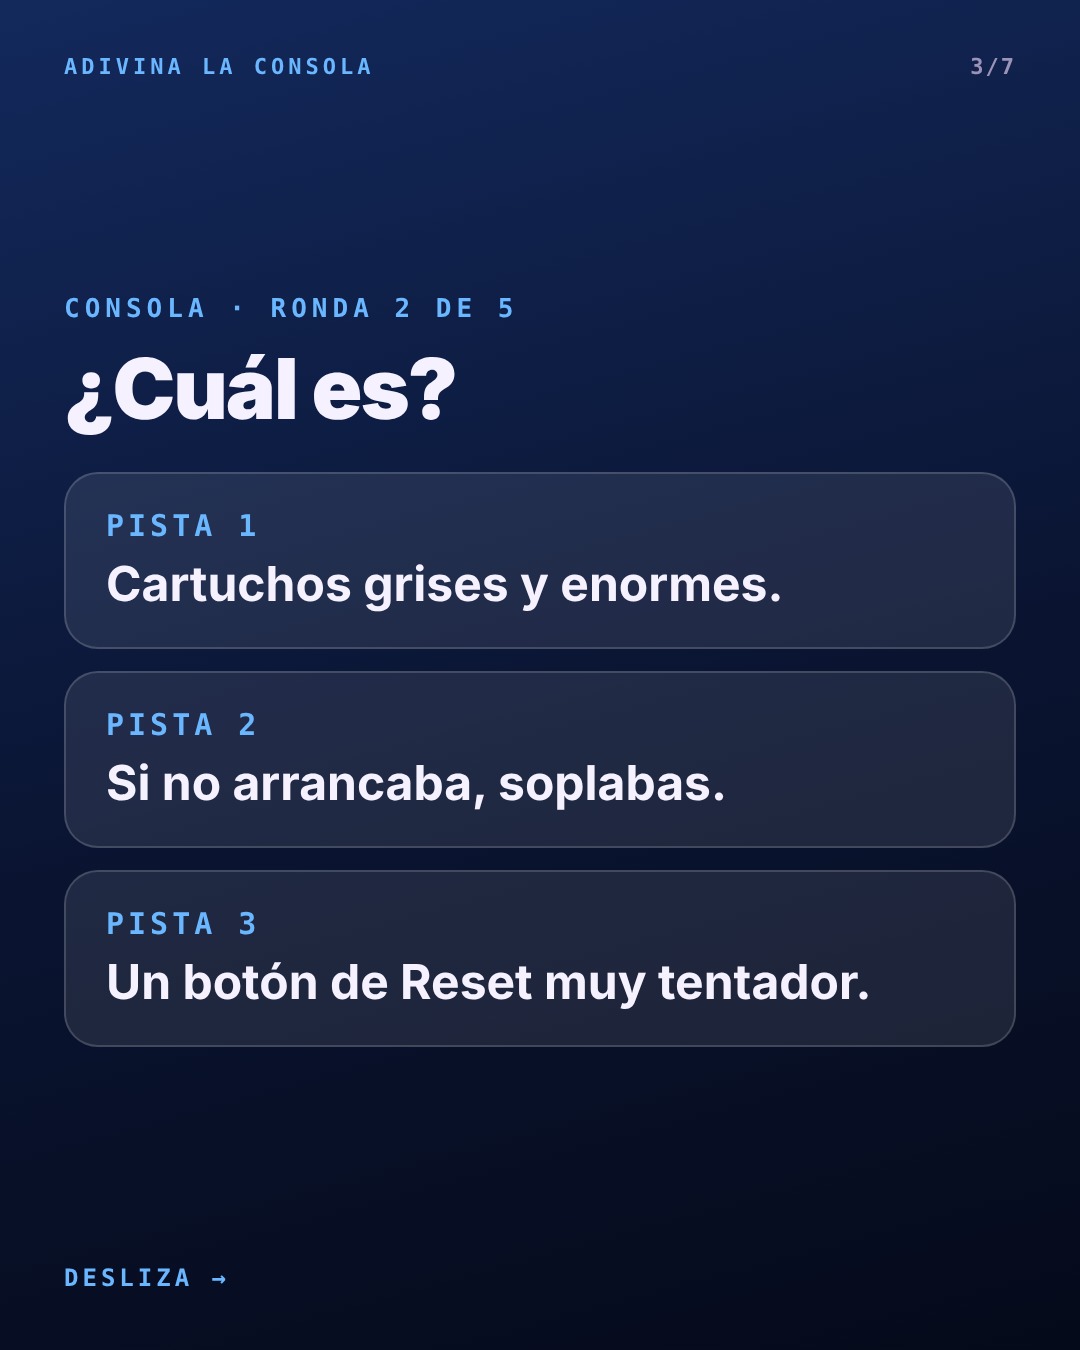 ADIVINA LA CONSOLA
3/7
CONSOLA · RONDA 2 DE 5
¿Cuál es?
PISTA 1
Cartuchos grises y enormes.
PISTA 2
Si no arrancaba, soplabas.
PISTA 3
Un botón de Reset muy tentador.
DESLIZA →